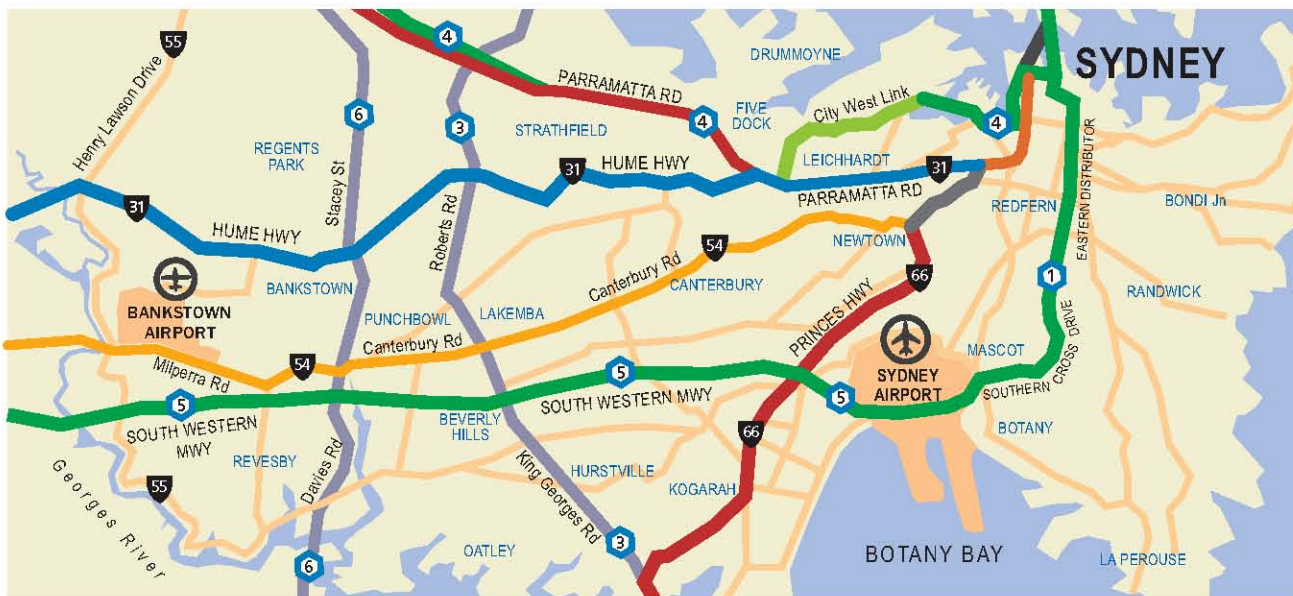 55
Henry Lawson Drive
6
4
3
PARRAMATTA RD
DRUMMOYNE
SYDNEY
REGENTS
PARK
STRATHFIELD
4
FIVE
DOCK
City West Link
4
Stacey St
Roberts Rd
31
HUME HWY
LEICHHARDT
31
PARRAMATTA RD
EASTERN DISTRIBUTOR
31
HUME HWY
REDFERN
BONDI Jn
NEWTOWN
54
Canterbury Rd
CANTERBURY
66
1
BANKSTOWN
BANKSTOWN
AIRPORT
PUNCHBOWL
LAKEMBA
RANDWICK
PRINCES HWY
Canterbury Rd
54
Milperra Rd
MASCOT
SYDNEY
AIRPORT
SOUTHERN CROSS DRIVE
5
5
5
SOUTH WESTERN MWY
SOUTH WESTERN
MWY
BEVERLY
HILLS
BOTANY
66
REVESBY
Davies Rd
King Georges Rd
HURSTVILLE
KOGARAH
55
Georges River
3
6
OATLEY
BOTANY BAY
LA PEROUSE